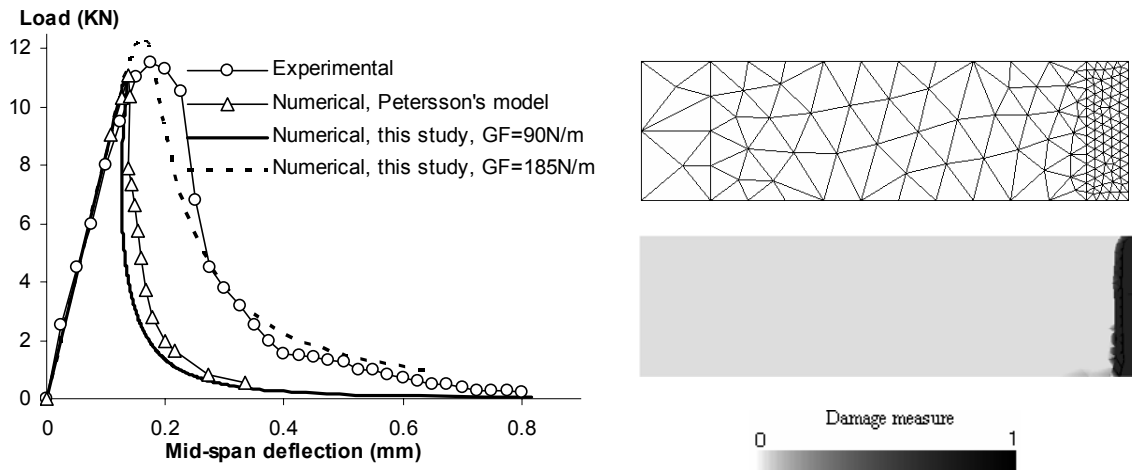 Load (KN)
12
10
8
6
4
2
0
Experimental
Numerical, Petersson's model
Numerical, this study, GF=90N/m
Numerical, this study, GF=185N/m
0 0.2 0.4 0.6 0.8
Mid-span deflection (mm)
Damage measure
0 1